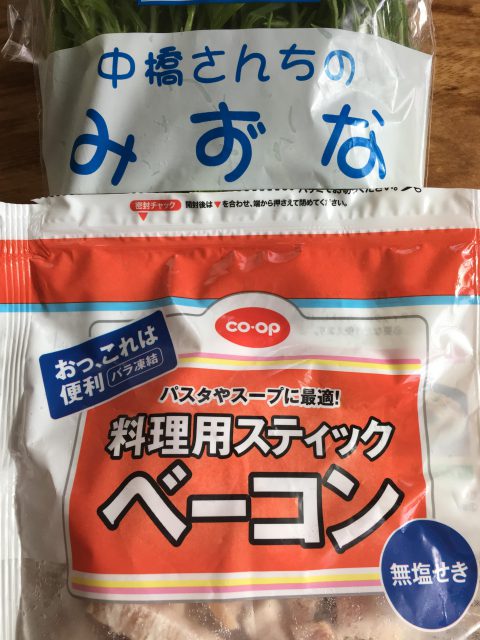 中橋さんちの
みずな
密封チャック 開封後は▼を合わせ、端から押さえて閉めてください。
co-op
おっ、これは
便利 バラ凍結
パスタやスープに最適!
料理用スティック
ベーコン
無塩せき